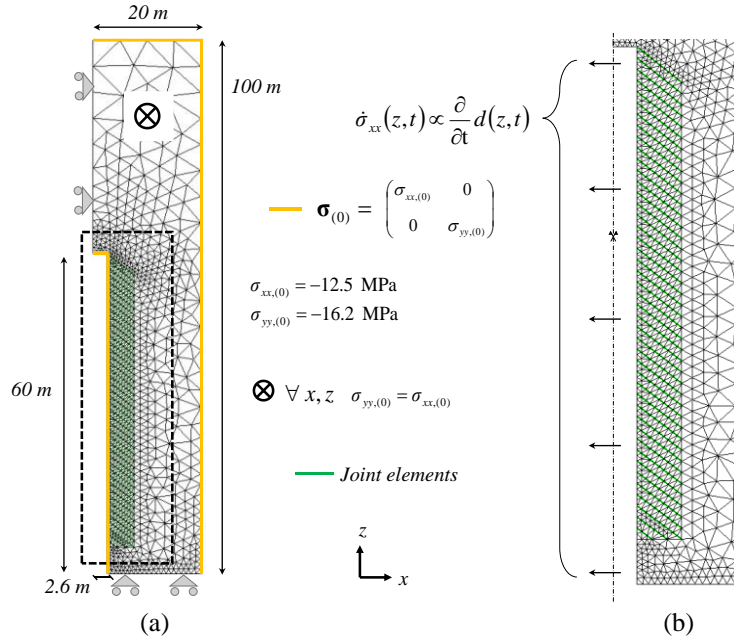 20 m
100 m
σ̇xx(z,t) ∝ ∂/∂t d(z,t)
σ(0) = ( σxx,(0) 0
0 σyy,(0) )
σxx,(0) = −12.5 MPa
σyy,(0) = −16.2 MPa
60 m
⊗ ∀ x, z σyy,(0) = σxx,(0)
Joint elements
z
x
2.6 m
(a)
(b)